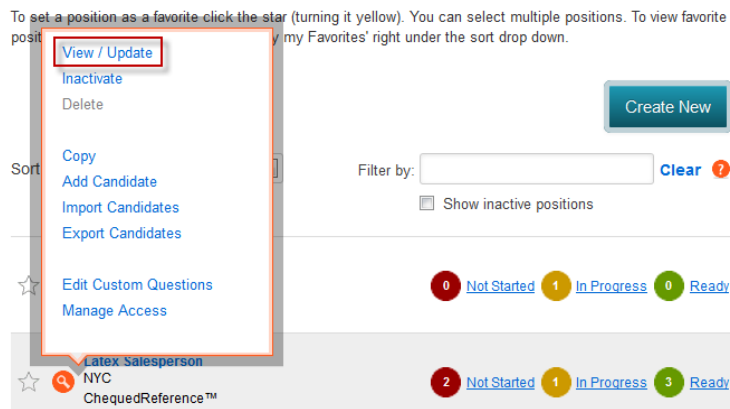 To set a position as a favorite click the star (turning it yellow). You can select multiple positions. To view favorite
posit y my Favorites' right under the sort drop down.
View / Update
Inactivate
Delete
Create New
Copy
Sort
Filter by:
Clear ?
Add Candidate
Show inactive positions
Import Candidates
Export Candidates
Edit Custom Questions
0 Not Started 1 In Progress 0 Ready
Manage Access
Latex Salesperson
NYC
2 Not Started 1 In Progress 3 Ready
ChequedReference™